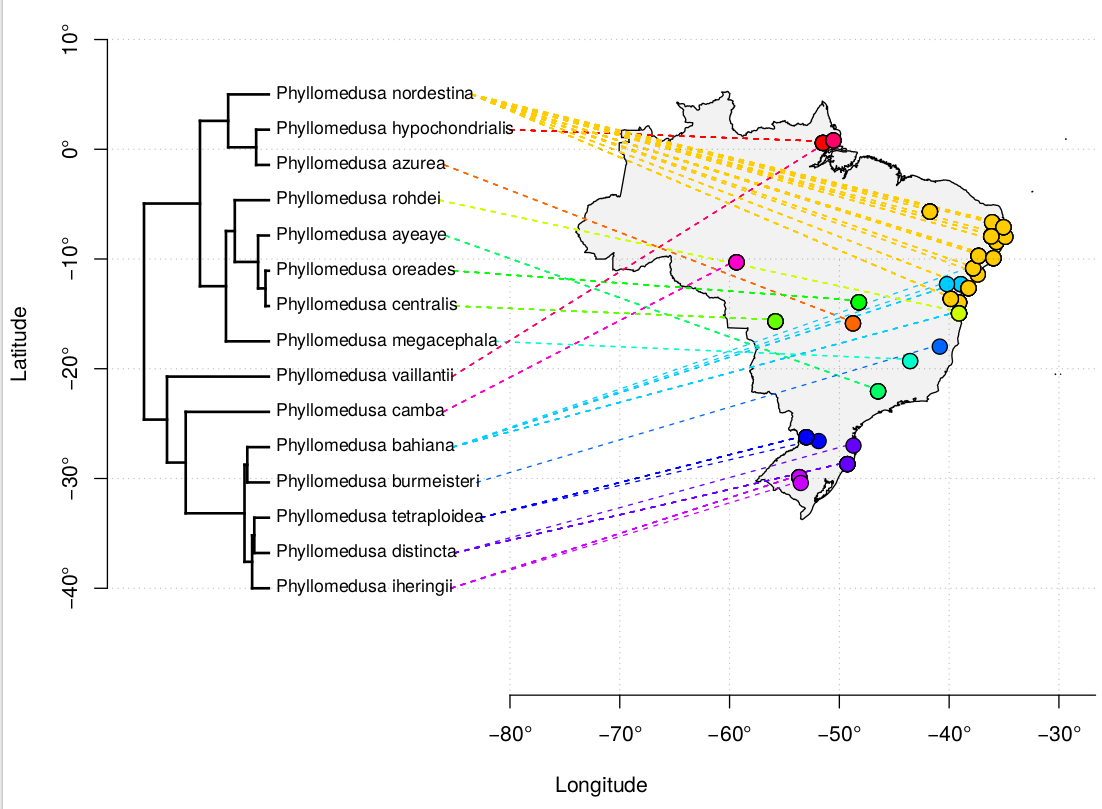 10°
0°
−10°
−20°
−30°
−40°
Latitude
Phyllomedusa nordestina
Phyllomedusa hypochondrialis
Phyllomedusa azurea
Phyllomedusa rohdei
Phyllomedusa ayeaye
Phyllomedusa oreades
Phyllomedusa centralis
Phyllomedusa megacephala
Phyllomedusa vaillantii
Phyllomedusa camba
Phyllomedusa bahiana
Phyllomedusa burmeisteri
Phyllomedusa tetraploidea
Phyllomedusa distincta
Phyllomedusa iheringii
−80° −70° −60° −50° −40° −30°
Longitude